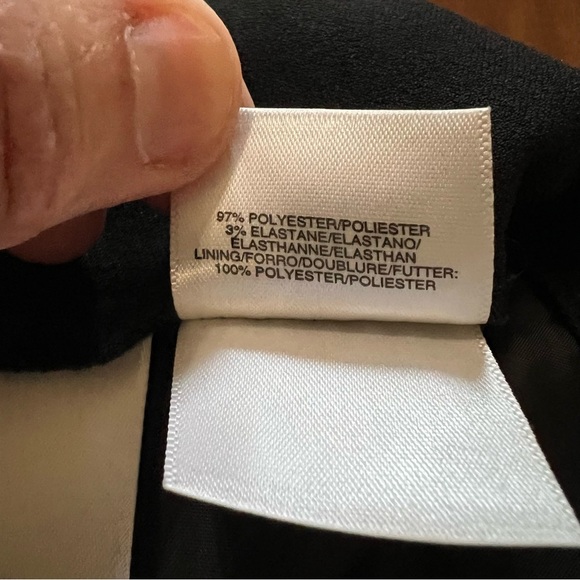 97% POLYESTER/POLIESTER
3% ELASTANE/ELASTANO/
ÉLASTHANNE/ELASTHAN
LINING/FORRO/DOUBLURE/FUTTER:
100% POLYESTER/POLIESTER